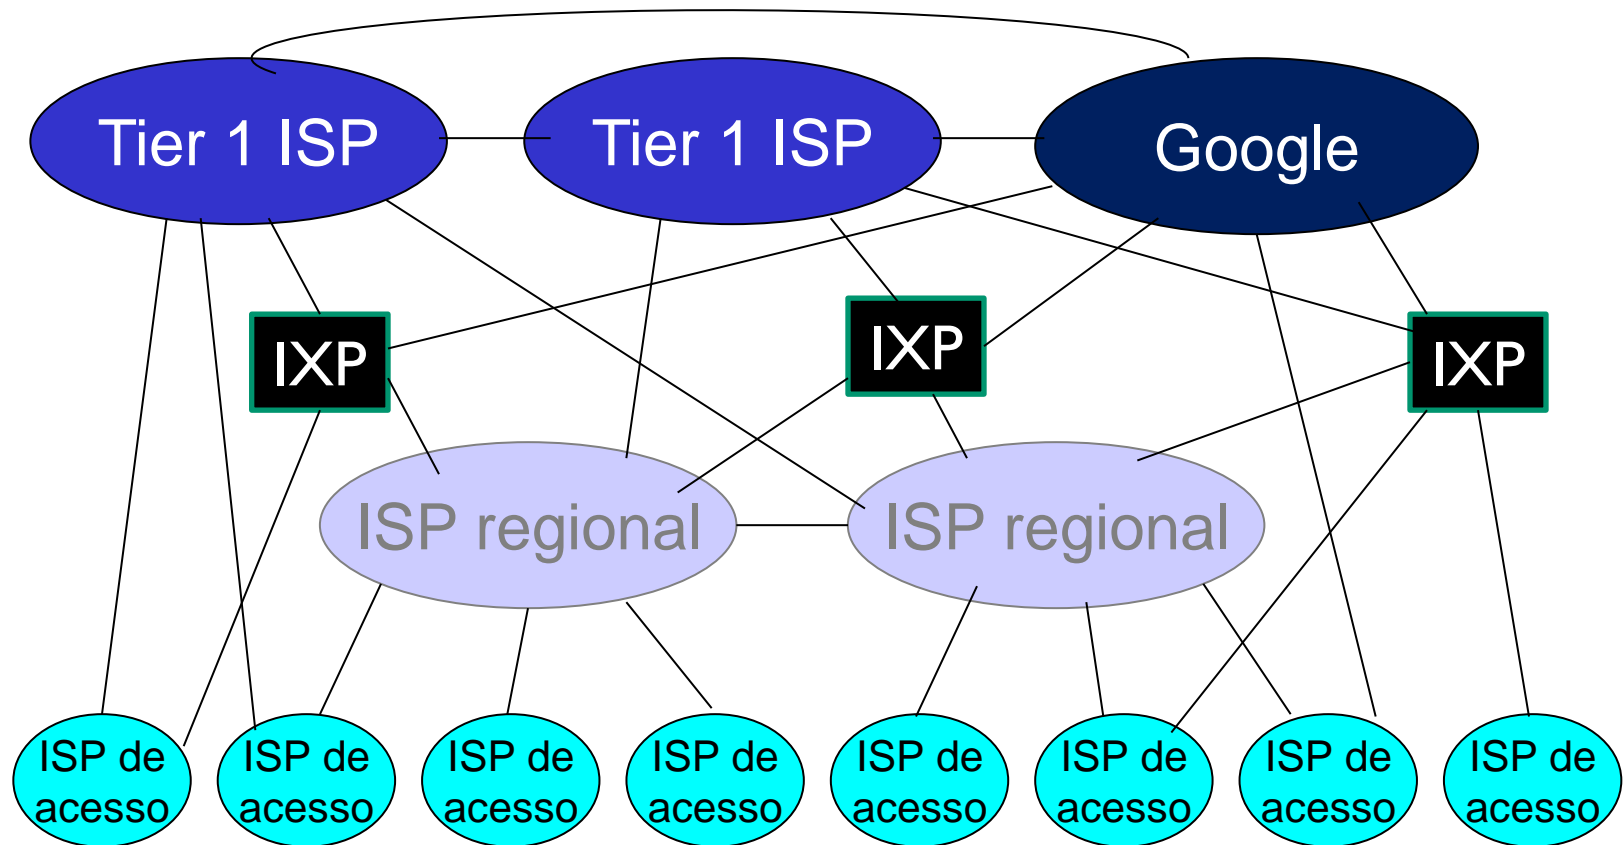 Tier 1 ISP
Tier 1 ISP
Google
IXP
IXP
IXP
ISP regional
ISP regional
ISP de
acesso
ISP de
acesso
ISP de
acesso
ISP de
acesso
ISP de
acesso
ISP de
acesso
ISP de
acesso
ISP de
acesso